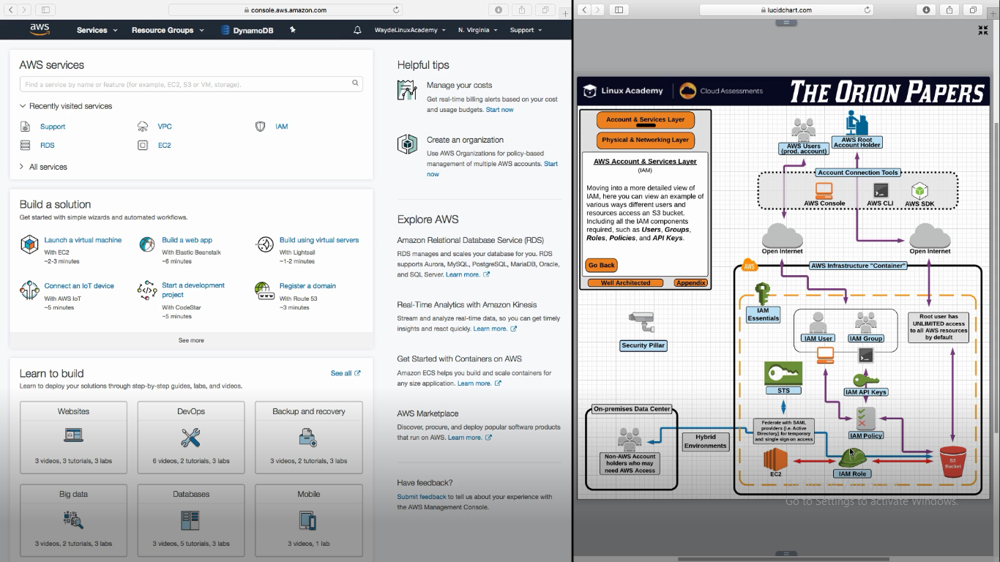 console.aws.amazon.com
aws
Services
Resource Groups
DynamoDB
WaydeLinuxAcademy
N. Virginia
Support
AWS services
Find a service by name or feature (for example, EC2, S3 or VM, storage).
Recently visited services
Support
VPC
IAM
RDS
EC2
All services
Build a solution
Get started with simple wizards and automated workflows.
Launch a virtual machine
With EC2
~2-3 minutes
Build a web app
With Elastic Beanstalk
~6 minutes
Build using virtual servers
With Lightsail
~1-2 minutes
Connect an IoT device
With AWS IoT
~5 minutes
Start a development
project
With CodeStar
~5 minutes
Register a domain
With Route 53
~3 minutes
See more
Learn to build
See all
Learn to deploy your solutions through step-by-step guides, labs, and videos.
Websites
3 videos, 3 tutorials, 3 labs
DevOps
6 videos, 2 tutorials, 3 labs
Backup and recovery
3 videos, 2 tutorials, 3 labs
Big data
3 videos, 2 tutorials, 3 labs
Databases
3 videos, 5 tutorials, 3 labs
Mobile
3 videos, 1 lab
Helpful tips
Manage your costs
Get real-time billing alerts based on your cost
and usage budgets. Start now
Create an organization
Use AWS Organizations for policy-based
management of multiple AWS accounts. Start
now
Explore AWS
Amazon Relational Database Service (RDS)
RDS manages and scales your database for you. RDS
supports Aurora, MySQL, PostgreSQL, MariaDB, Oracle,
and SQL Server. Learn more.
Real-Time Analytics with Amazon Kinesis
Stream and analyze real-time data, so you can get timely
insights and react quickly. Learn more.
Get Started with Containers on AWS
Amazon ECS helps you build and scale containers for
any size application. Learn more.
AWS Marketplace
Discover, procure, and deploy popular software products
that run on AWS. Learn more.
Have feedback?
Submit feedback to tell us about your experience with
the AWS Management Console.
lucidchart.com
Linux Academy
Cloud Assessments
THE ORION PAPERS
Account & Services Layer
Physical & Networking Layer
AWS Account & Services Layer
(IAM)
Moving into a more detailed view of
IAM, here you can view an example of
various ways different users and
resources access an S3 bucket.
Including all the IAM components
required, such as Users, Groups,
Roles, Policies, and API Keys.
Go Back
Well Architected
Appendix
AWS Users
(prod. account)
AWS Root
Account Holder
Account Connection Tools
AWS Console
AWS CLI
AWS SDK
Open Internet
Open Internet
AWS
AWS Infrastructure "Container"
IAM
Essentials
IAM User
IAM Group
Root user has
UNLIMITED access
to all AWS resources
by default
Security Pillar
STS
IAM API Keys
On-premises Data Center
Federate with SAML
providers (i.e. Active
Directory) for temporary
and single sign on access
IAM Policy
Hybrid
Environments
Non-AWS Account
holders who may
need AWS Access
EC2
IAM Role
S3
Bucket
Go to Settings to activate Windows.